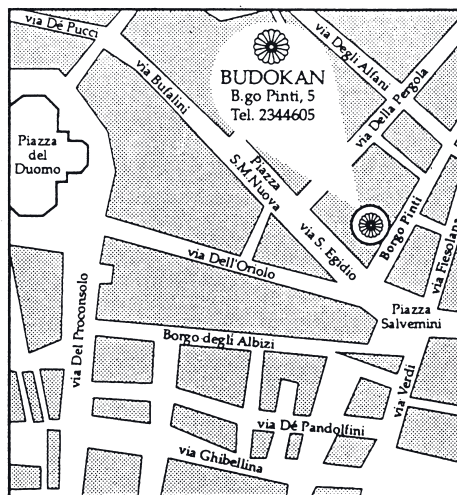 via Dé Pucci
via Degli Alfani
BUDOKAN
B.go Pinti, 5
Tel. 2344605
via Bufalini
via Della Pergola
Piazza
del
Duomo
Piazza
S.M.Nuova
Borgo Pinti
via Fiesolana
via S. Egidio
via Dell'Oriolo
Piazza
Salvemini
via Del Proconsolo
Borgo degli Albizi
via Verdi
via Dé Pandolfini
via Ghibellina